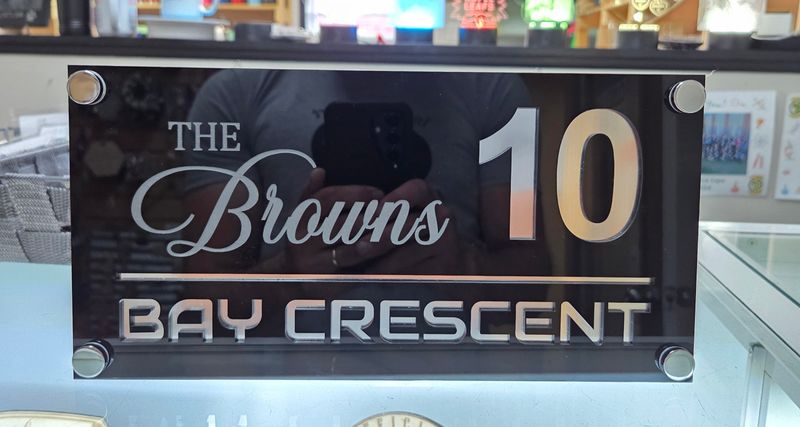 THE
Browns
10
BAY CRESCENT